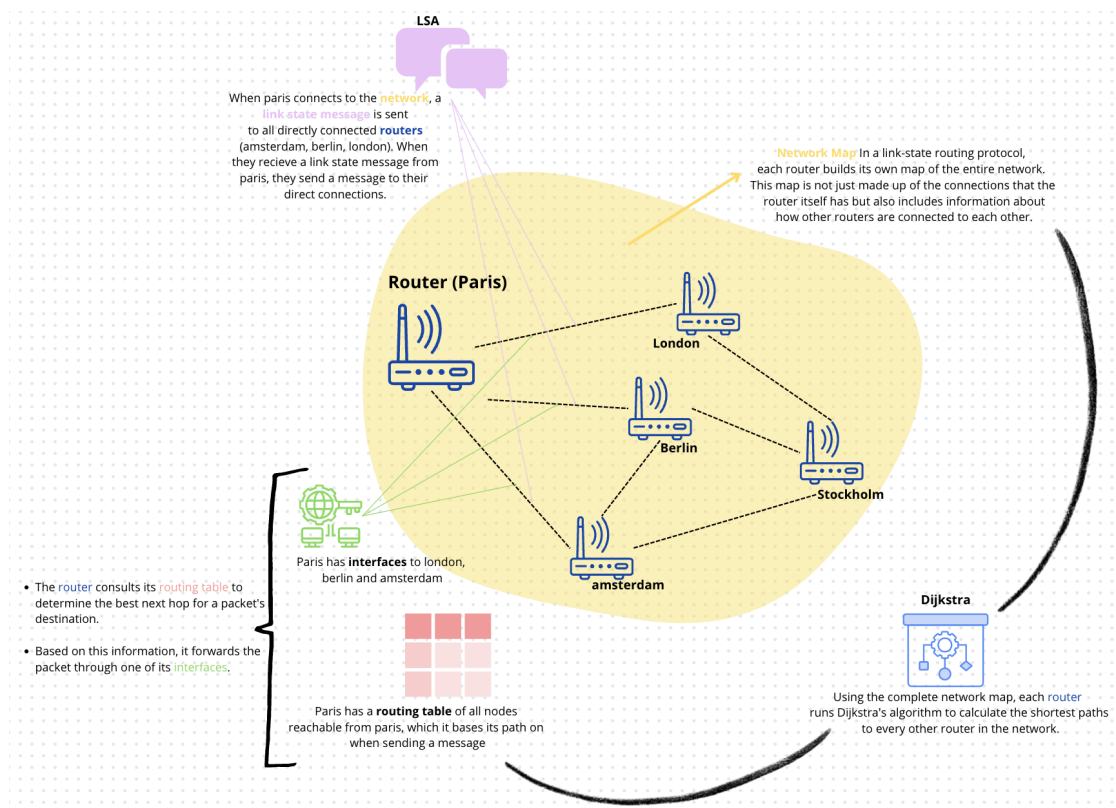 LSA
When paris connects to the network, a
link state message is sent
to all directly connected routers
(amsterdam, berlin, london). When
they recieve a link state message from
paris, they send a message to their
direct connections.
Network Map In a link-state routing protocol,
each router builds its own map of the entire network.
This map is not just made up of the connections that the
router itself has but also includes information about
how other routers are connected to each other.
Router (Paris)
London
Berlin
Stockholm
amsterdam
Paris has interfaces to london,
berlin and amsterdam
• The router consults its routing table to
determine the best next hop for a packet's
destination.
• Based on this information, it forwards the
packet through one of its interfaces.
Paris has a routing table of all nodes
reachable from paris, which it bases its path on
when sending a message
Dijkstra
Using the complete network map, each router
runs Dijkstra's algorithm to calculate the shortest paths
to every other router in the network.